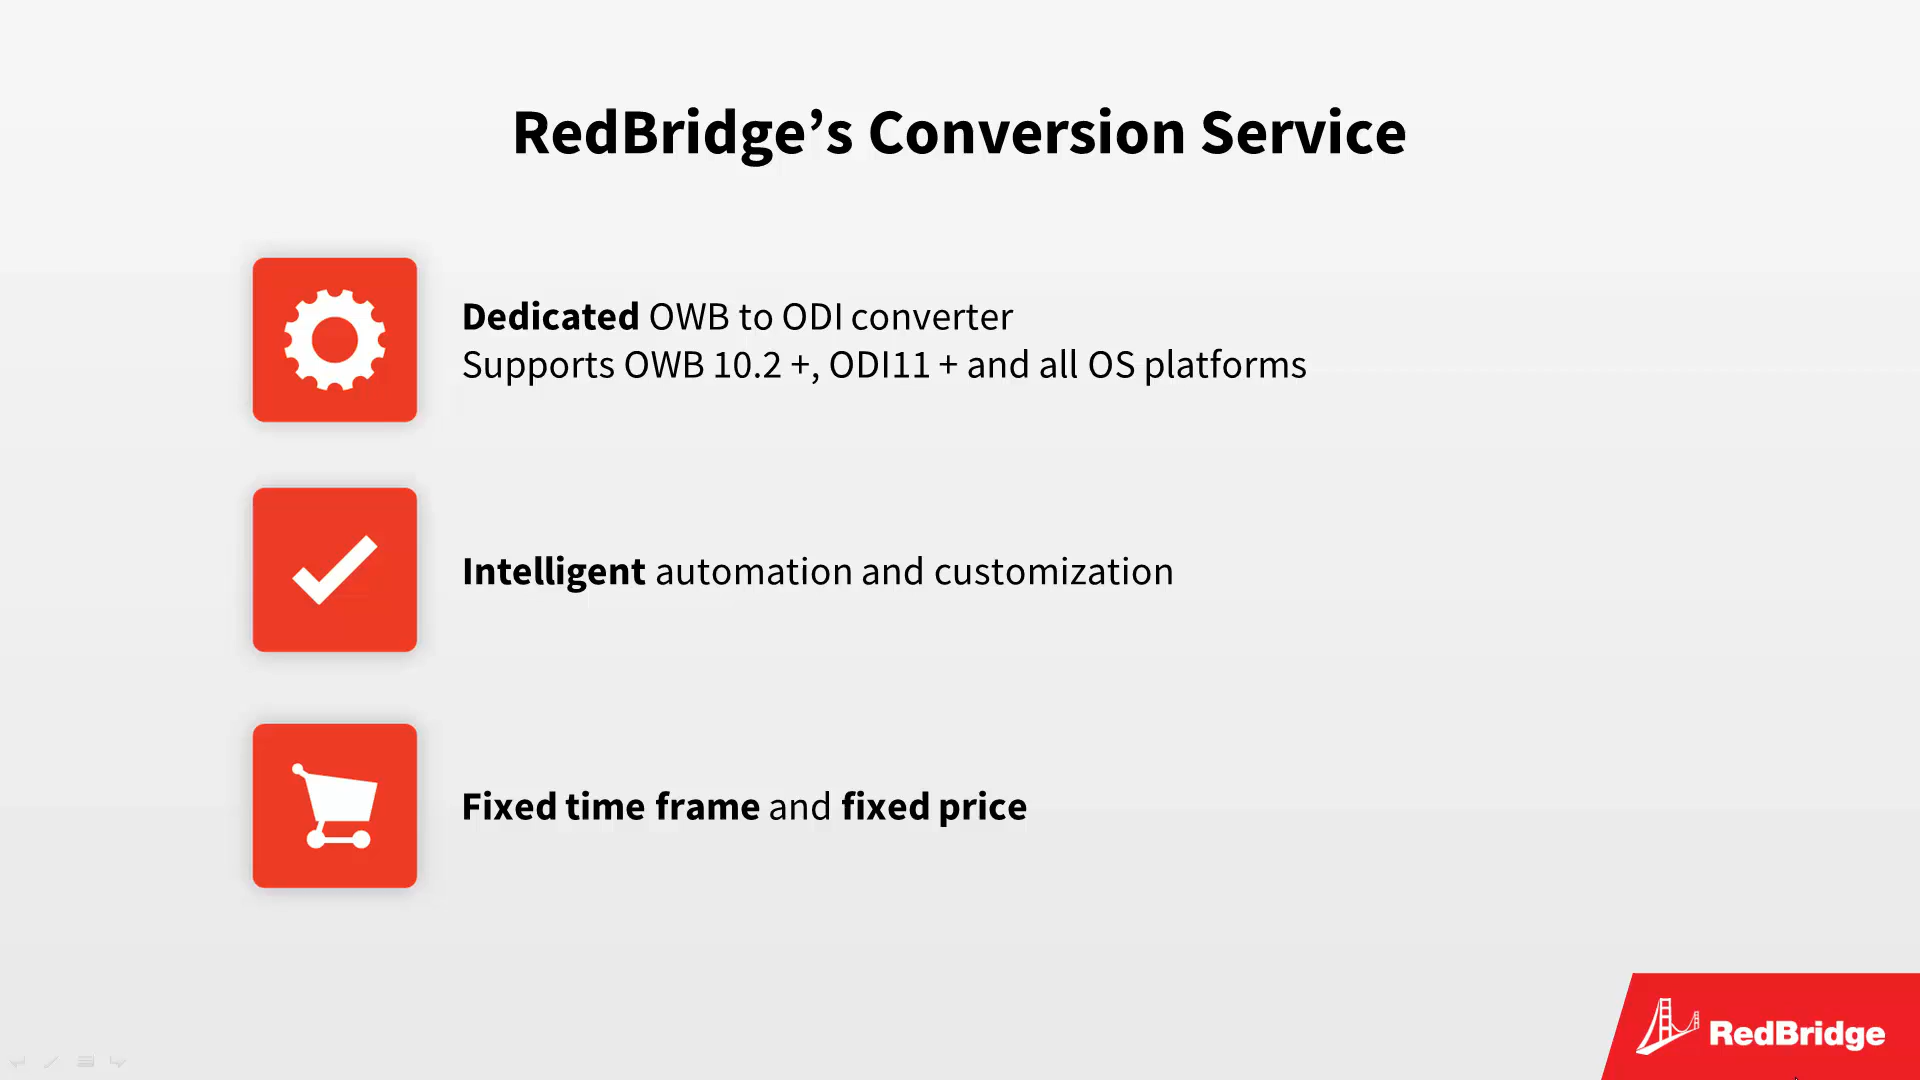 RedBridge’s Conversion Service
Dedicated OWB to ODI converter
Supports OWB 10.2 +, ODI11 + and all OS platforms
Intelligent automation and customization
Fixed time frame and fixed price
RedBridge